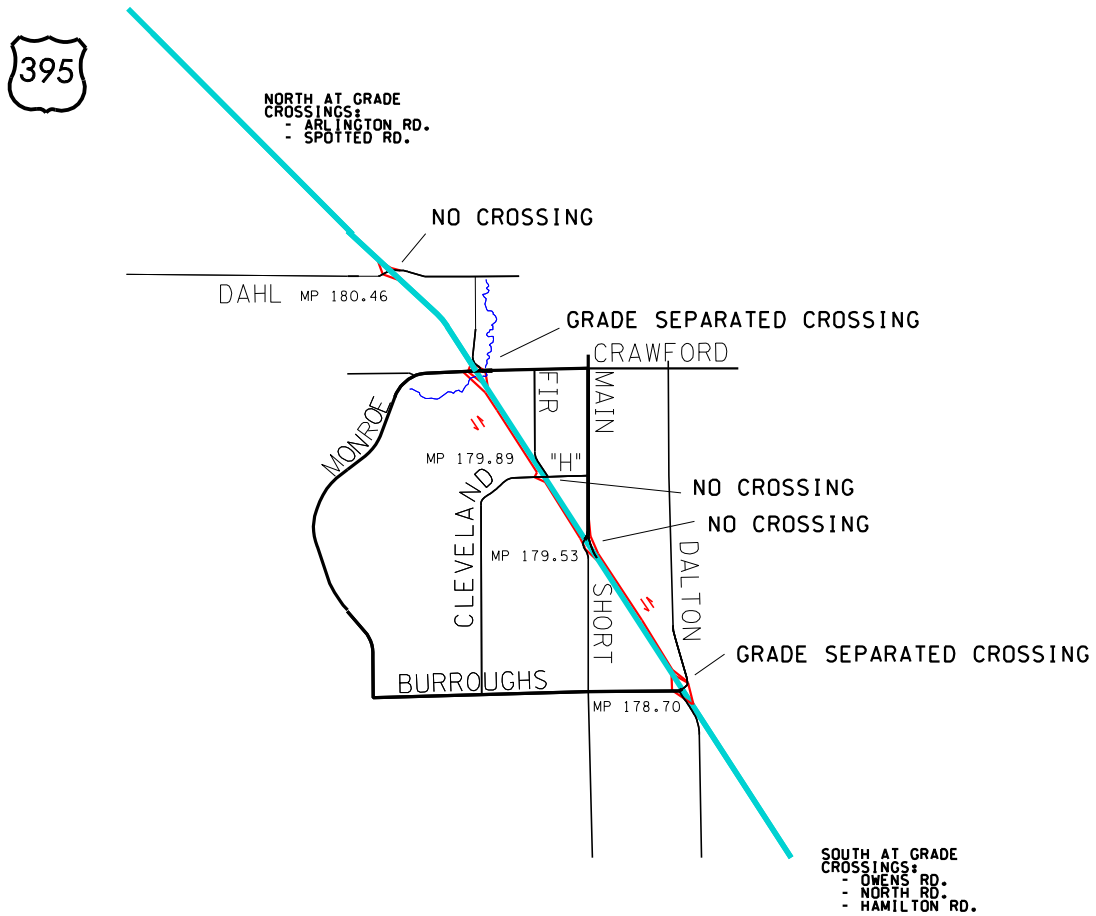 395
NORTH AT GRADE
CROSSINGS:
- ARLINGTON RD.
- SPOTTED RD.
NO CROSSING
DAHL MP 180.46
GRADE SEPARATED CROSSING
CRAWFORD
FIR
MAIN
MONROE
MP 179.89 "H"
CLEVELAND
NO CROSSING
NO CROSSING
MP 179.53
DALTON
SHORT
GRADE SEPARATED CROSSING
BURROUGHS
MP 178.70
SOUTH AT GRADE
CROSSINGS:
- OWENS RD.
- NORTH RD.
- HAMILTON RD.